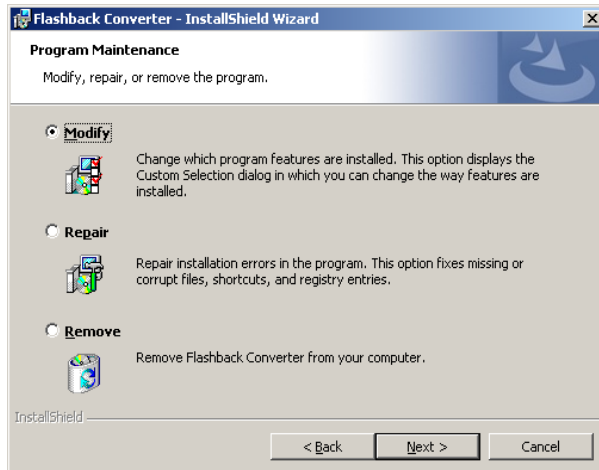 Flashback Converter - InstallShield Wizard
Program Maintenance
Modify, repair, or remove the program.
Modify
Change which program features are installed. This option displays the
Custom Selection dialog in which you can change the way features are
installed.
Repair
Repair installation errors in the program. This option fixes missing or
corrupt files, shortcuts, and registry entries.
Remove
Remove Flashback Converter from your computer.
InstallShield
< Back
Next >
Cancel